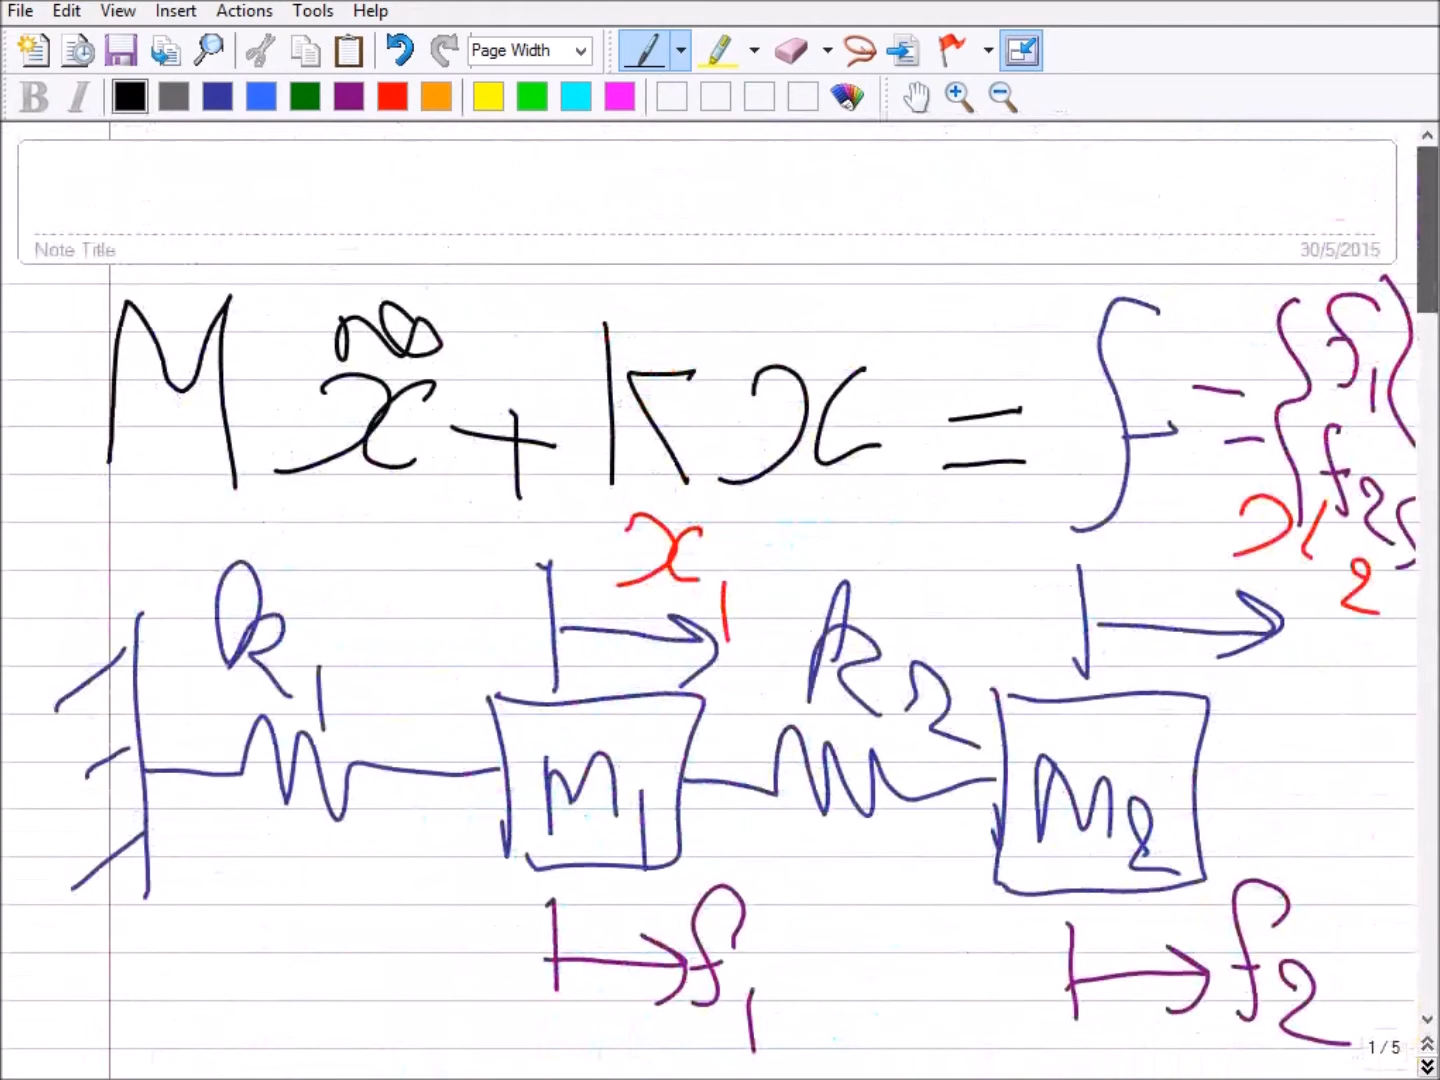 File Edit View Insert Actions Tools Help
Page Width
B I
Note Title
30/5/2015
M ẍ + K x = f = { f1
f2 }
x1
x2
k1
k2
M1
M2
f1
f2
1 / 5